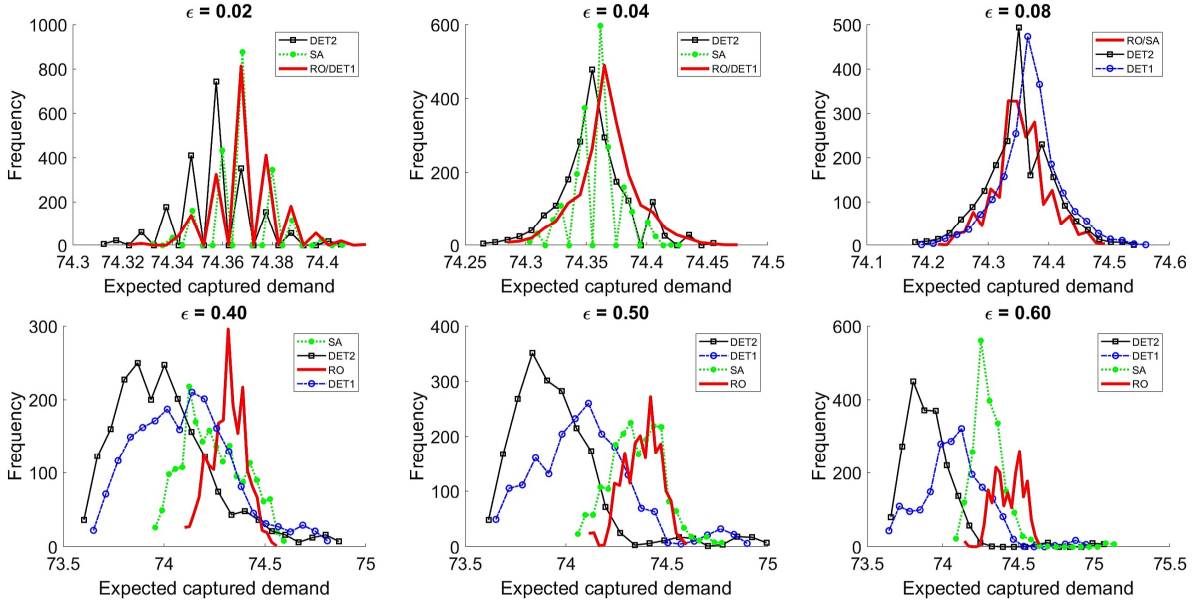 ϵ = 0.02
1000
800
600
400
200
0
Frequency
DET2
SA
RO/DET1
74.3 74.32 74.34 74.36 74.38 74.4
Expected captured demand
ϵ = 0.04
600
400
200
0
Frequency
DET2
SA
RO/DET1
74.25 74.3 74.35 74.4 74.45 74.5
Expected captured demand
ϵ = 0.08
500
400
300
200
100
0
Frequency
RO/SA
DET2
DET1
74.1 74.2 74.3 74.4 74.5 74.6
Expected captured demand
ϵ = 0.40
300
200
100
0
Frequency
SA
DET2
RO
DET1
73.5 74 74.5 75
Expected captured demand
ϵ = 0.50
400
300
200
100
0
Frequency
DET2
DET1
SA
RO
73.5 74 74.5 75
Expected captured demand
ϵ = 0.60
600
400
200
0
Frequency
DET2
DET1
SA
RO
73.5 74 74.5 75 75.5
Expected captured demand